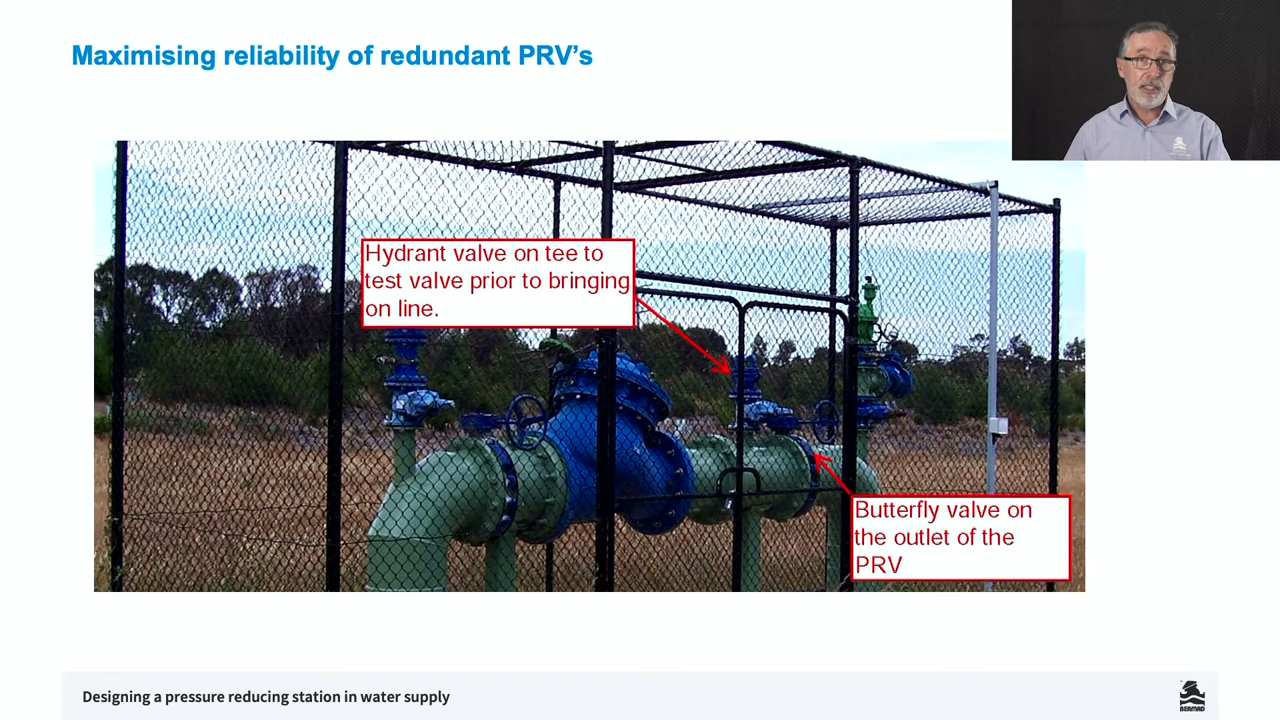 Maximising reliability of redundant PRV's
Hydrant valve on tee to
test valve prior to bringing
on line.
Butterfly valve on
the outlet of the
PRV
Designing a pressure reducing station in water supply
BERMAD